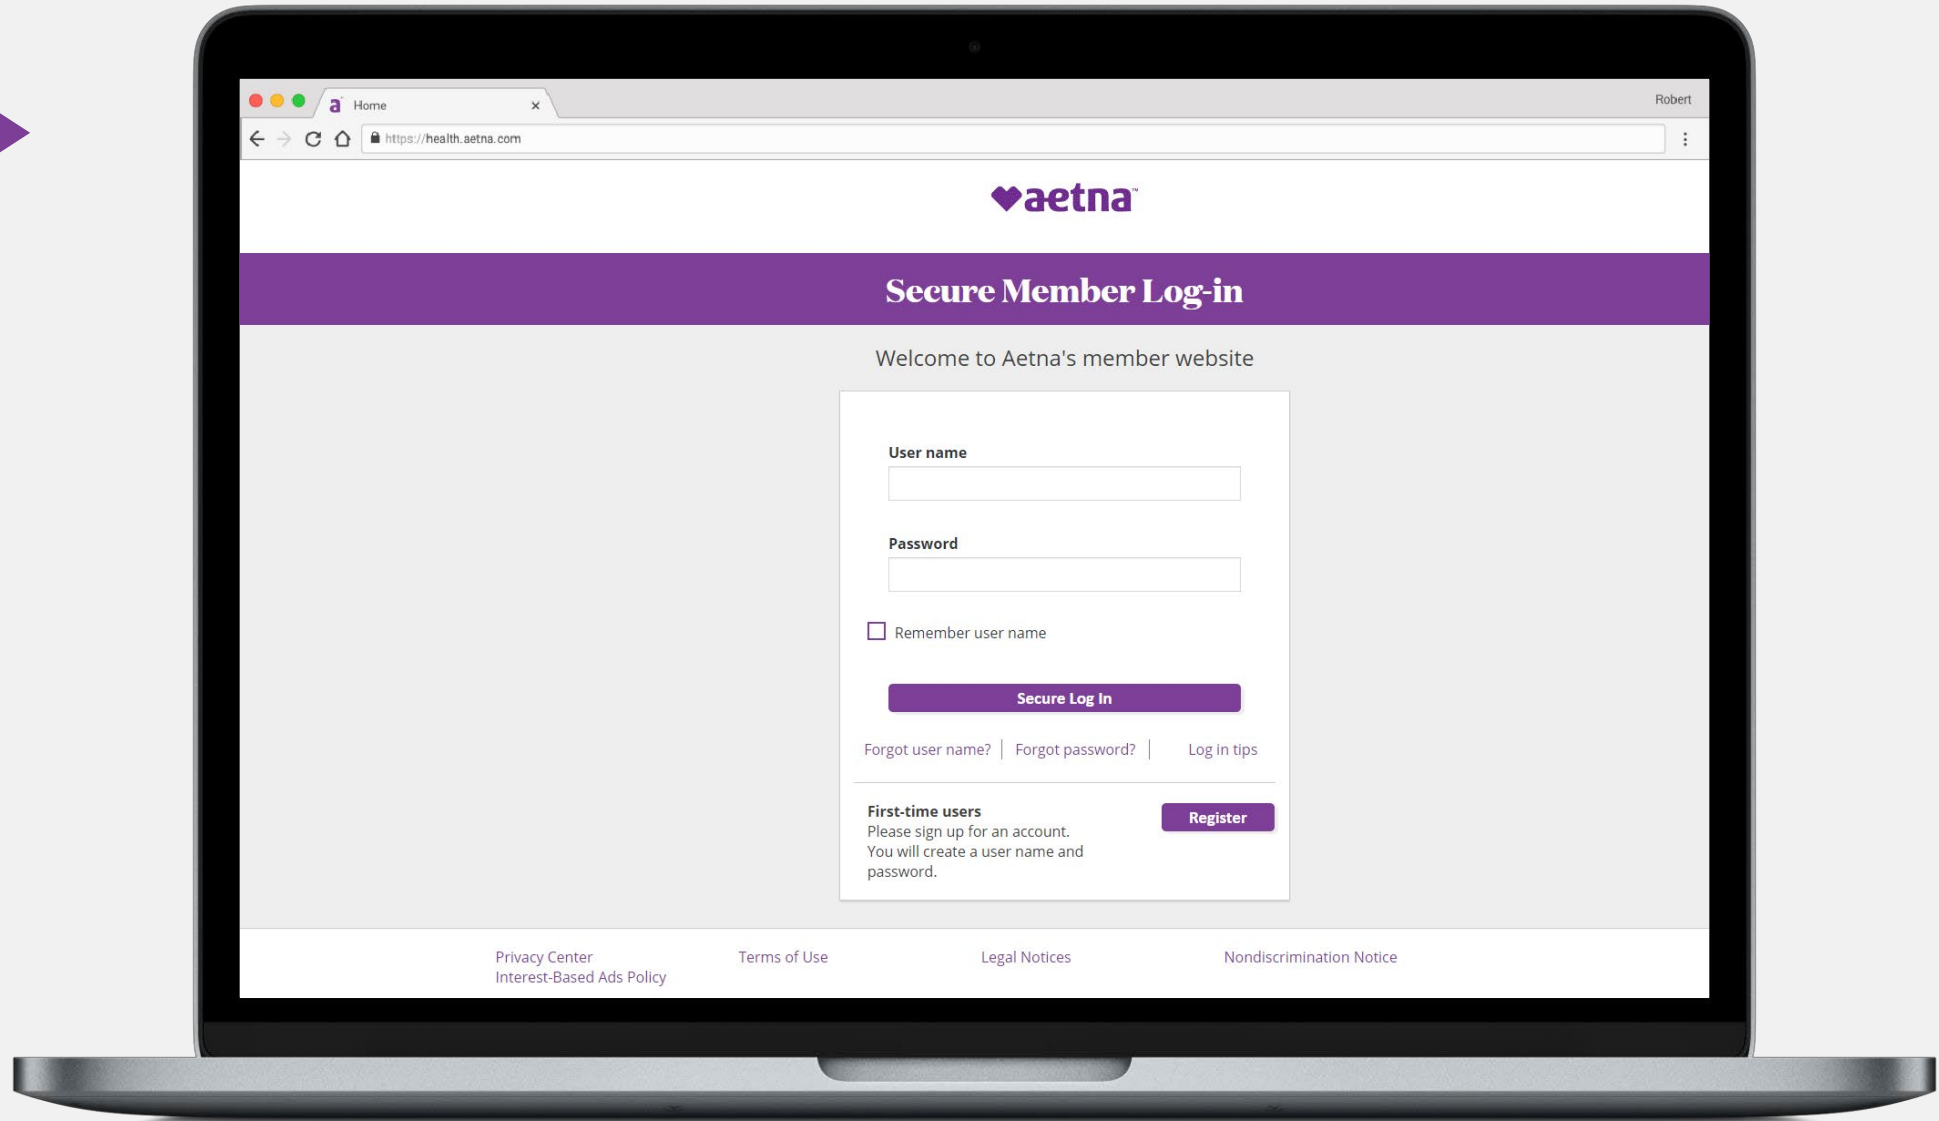 a Home
Robert
https://health.aetna.com
aetna™
Secure Member Log-in
Welcome to Aetna's member website
User name
Password
Remember user name
Secure Log In
Forgot user name? Forgot password? Log in tips
First-time users
Register
Please sign up for an account.
You will create a user name and
password.
Privacy Center Terms of Use Legal Notices Nondiscrimination Notice
Interest-Based Ads Policy